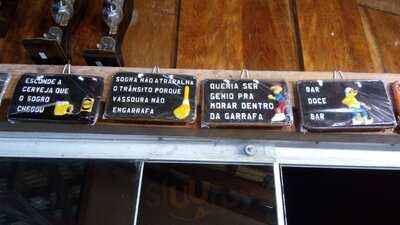 ESCONDE A
CERVEJA QUE
O SOGRO
CHEGOU
SOGRA NÃO ATRAPALHA
O TRÂNSITO PORQUE
VASSOURA NÃO
ENGARRAFA
QUERIA SER
GENIO PRA
MORAR DENTRO
DA GARRAFA
BAR
DOCE
BAR